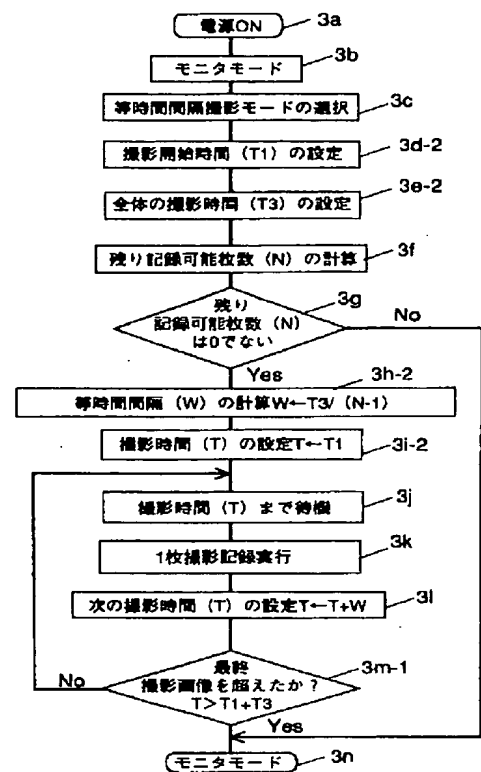 電源ON
3a
モニタモード
3b
等時間間隔撮影モードの選択
3c
撮影開始時間(T1)の設定
3d-2
全体の撮影時間(T3)の設定
3e-2
残り記録可能枚数(N)の計算
3f
残り
記録可能枚数(N)
は0でない
3g
No
Yes
等時間間隔(W)の計算W←T3/(N-1)
3h-2
撮影時間(T)の設定T←T1
3i-2
撮影時間(T)まで待機
3j
1枚撮影記録実行
3k
次の撮影時間(T)の設定T←T+W
3l
最終
撮影画像を超えたか?
T>T1+T3
3m-1
No
Yes
モニタモード
3n